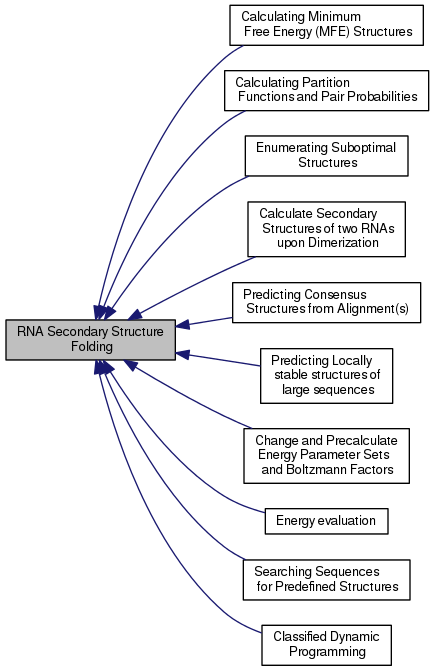 Calculating Minimum
Free Energy (MFE) Structures
Calculating Partition
Functions and Pair Probabilities
Enumerating Suboptimal
Structures
Calculate Secondary
Structures of two RNAs
upon Dimerization
RNA Secondary Structure
Folding
Predicting Consensus
Structures from Alignment(s)
Predicting Locally
stable structures of
large sequences
Change and Precalculate
Energy Parameter Sets
and Boltzmann Factors
Energy evaluation
Searching Sequences
for Predefined Structures
Classified Dynamic
Programming